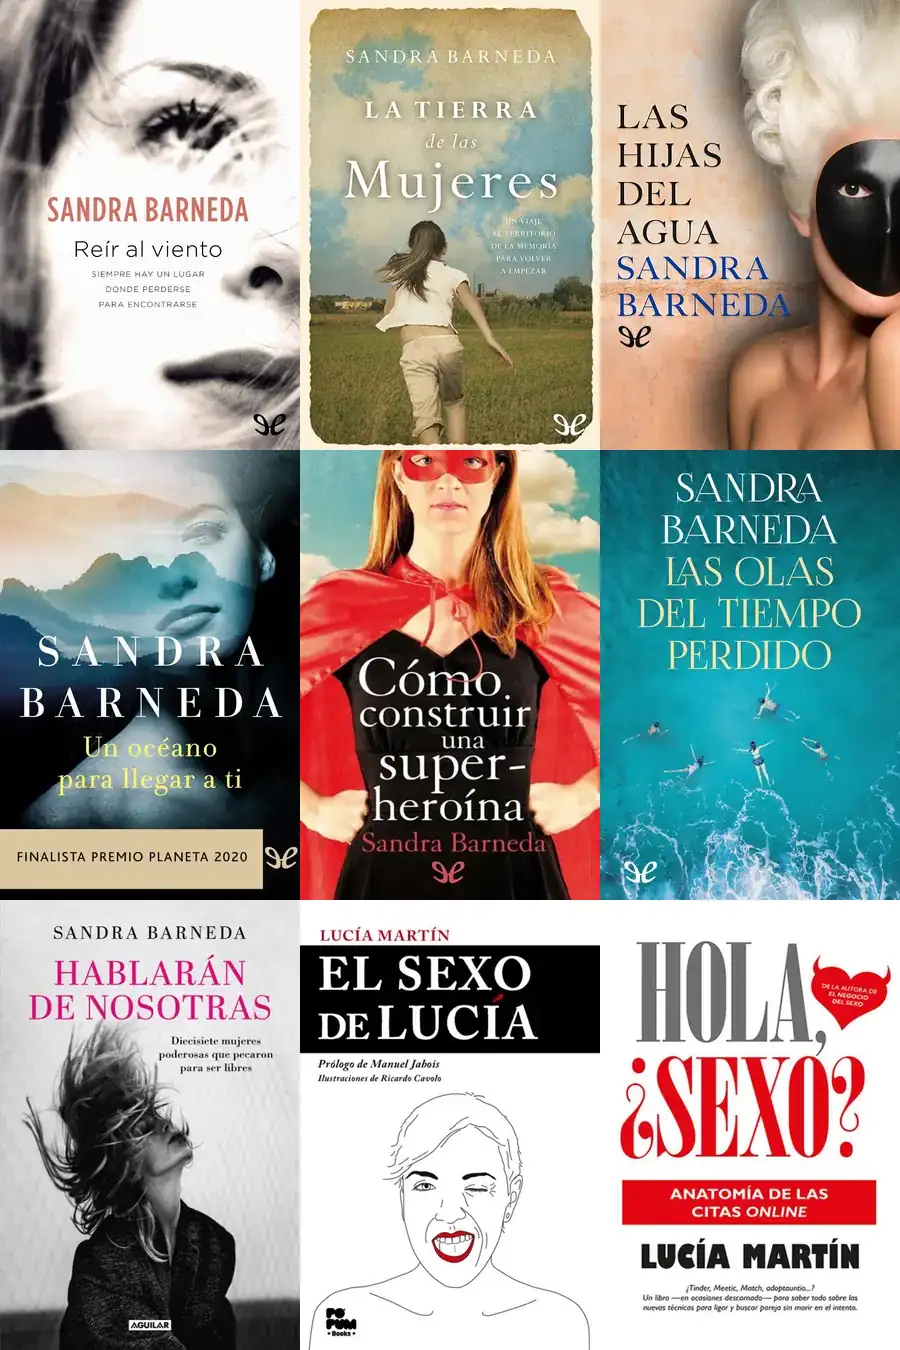 SANDRA BARNEDA
Reír al viento
SIEMPRE HAY UN LUGAR
DONDE PERDERSE
PARA ENCONTRARSE
SANDRA BARNEDA
LA TIERRA
de las
Mujeres
UN VIAJE
AL TERRITORIO
DE LA MEMORIA
PARA VOLVER
A EMPEZAR
LAS
HIJAS
DEL
AGUA
SANDRA
BARNEDA
SANDRA
BARNEDA
Un océano
para llegar a ti
FINALISTA PREMIO PLANETA 2020
Cómo
construir
una
super-
heroína
Sandra Barneda
SANDRA
BARNEDA
LAS OLAS
DEL TIEMPO
PERDIDO
SANDRA BARNEDA
HABLARÁN
DE NOSOTRAS
Diecisiete mujeres
poderosas que pecaron
para ser libres
AGUILAR
LUCÍA MARTÍN
EL SEXO
DE LUCÍA
Prólogo de Manuel Jabois
Ilustraciones de Ricardo Cavolo
PO
PUM
• Books •
HOLA,
DE LA AUTORA DE
EL NEGOCIO
DEL SEXO
¿SEXO?
ANATOMÍA DE LAS
CITAS ONLINE
LUCÍA MARTÍN
¿Tinder, Meetic, Match, adoptauntio...?
Un libro —en ocasiones descarnado— para saber todo sobre las
nuevas técnicas para ligar y buscar pareja sin morir en el intento.